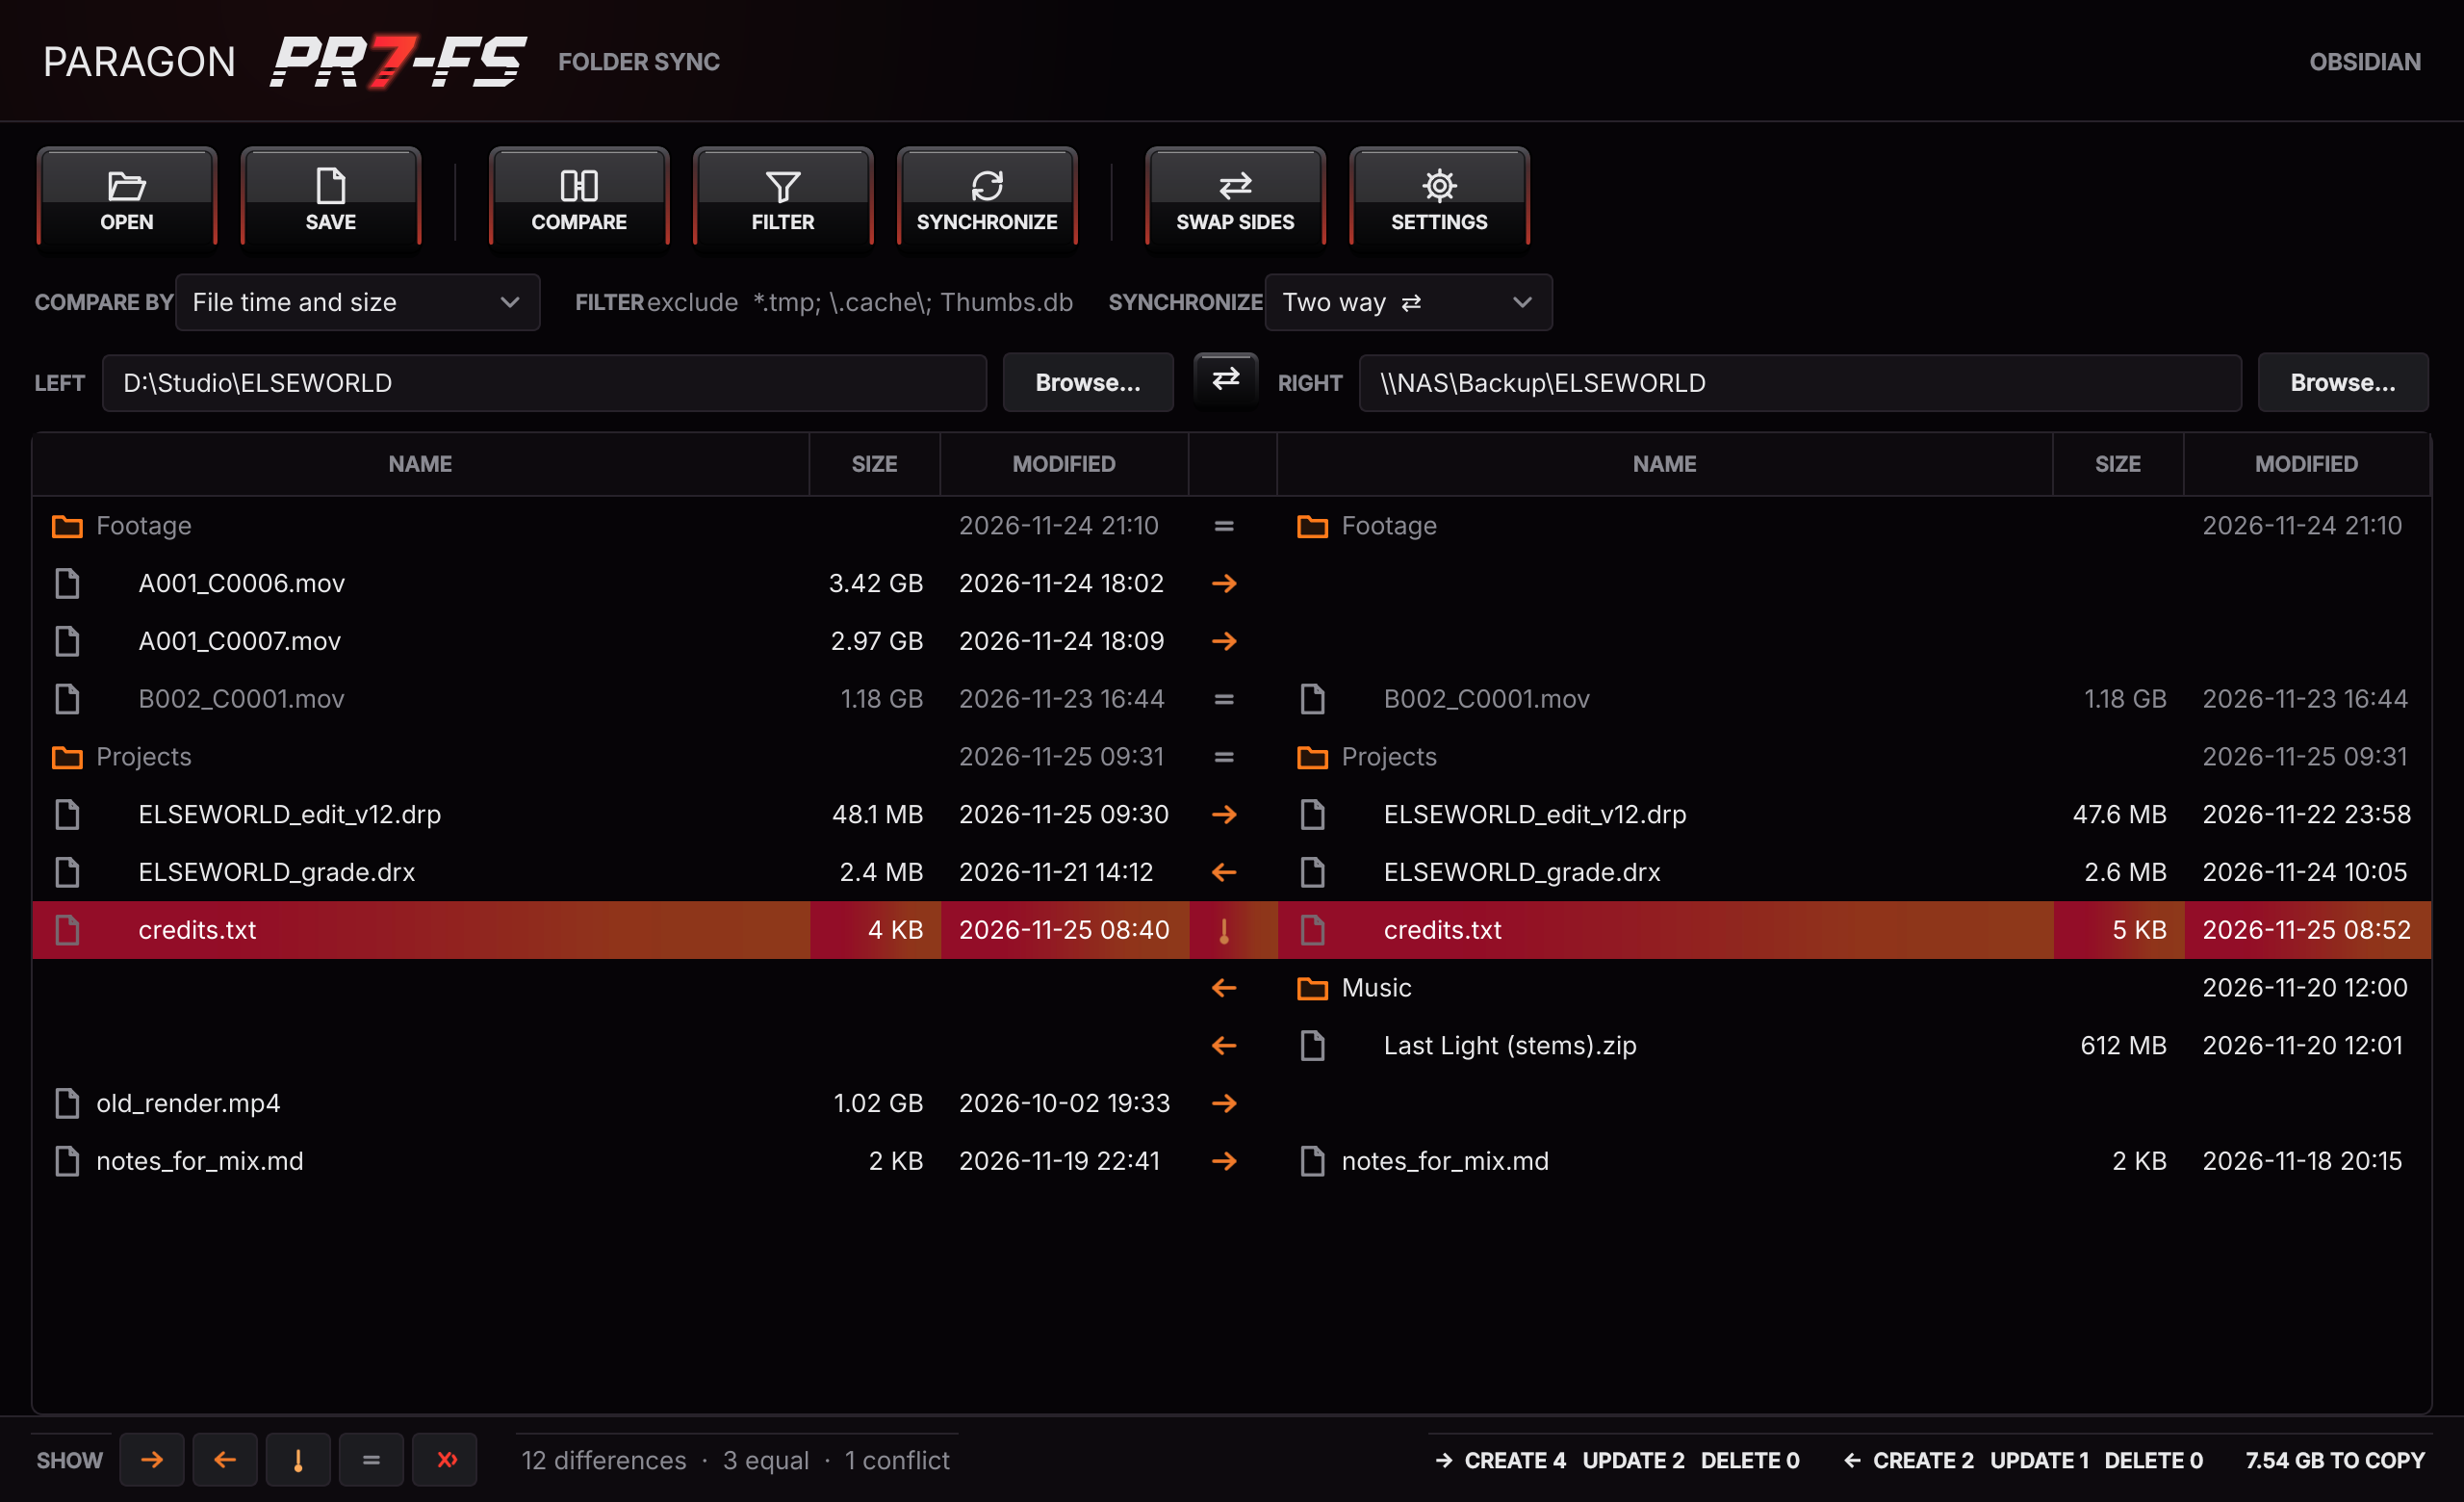 PARAGON PR7-FS FOLDER SYNC OBSIDIAN
OPEN SAVE COMPARE FILTER SYNCHRONIZE SWAP SIDES SETTINGS
COMPARE BY File time and size FILTER exclude *.tmp; \.cache\; Thumbs.db SYNCHRONIZE Two way ⇄
LEFT D:\Studio\ELSEWORLD Browse... ⇄ RIGHT \\NAS\Backup\ELSEWORLD Browse...
NAME SIZE MODIFIED NAME SIZE MODIFIED
Footage 2026-11-24 21:10 = Footage 2026-11-24 21:10
A001_C0006.mov 3.42 GB 2026-11-24 18:02 →
A001_C0007.mov 2.97 GB 2026-11-24 18:09 →
B002_C0001.mov 1.18 GB 2026-11-23 16:44 = B002_C0001.mov 1.18 GB 2026-11-23 16:44
Projects 2026-11-25 09:31 = Projects 2026-11-25 09:31
ELSEWORLD_edit_v12.drp 48.1 MB 2026-11-25 09:30 → ELSEWORLD_edit_v12.drp 47.6 MB 2026-11-22 23:58
ELSEWORLD_grade.drx 2.4 MB 2026-11-21 14:12 ← ELSEWORLD_grade.drx 2.6 MB 2026-11-24 10:05
credits.txt 4 KB 2026-11-25 08:40 ! credits.txt 5 KB 2026-11-25 08:52
← Music 2026-11-20 12:00
← Last Light (stems).zip 612 MB 2026-11-20 12:01
old_render.mp4 1.02 GB 2026-10-02 19:33 →
notes_for_mix.md 2 KB 2026-11-19 22:41 → notes_for_mix.md 2 KB 2026-11-18 20:15
SHOW → ← ! = 12 differences · 3 equal · 1 conflict → CREATE 4 UPDATE 2 DELETE 0 ← CREATE 2 UPDATE 1 DELETE 0 7.54 GB TO COPY